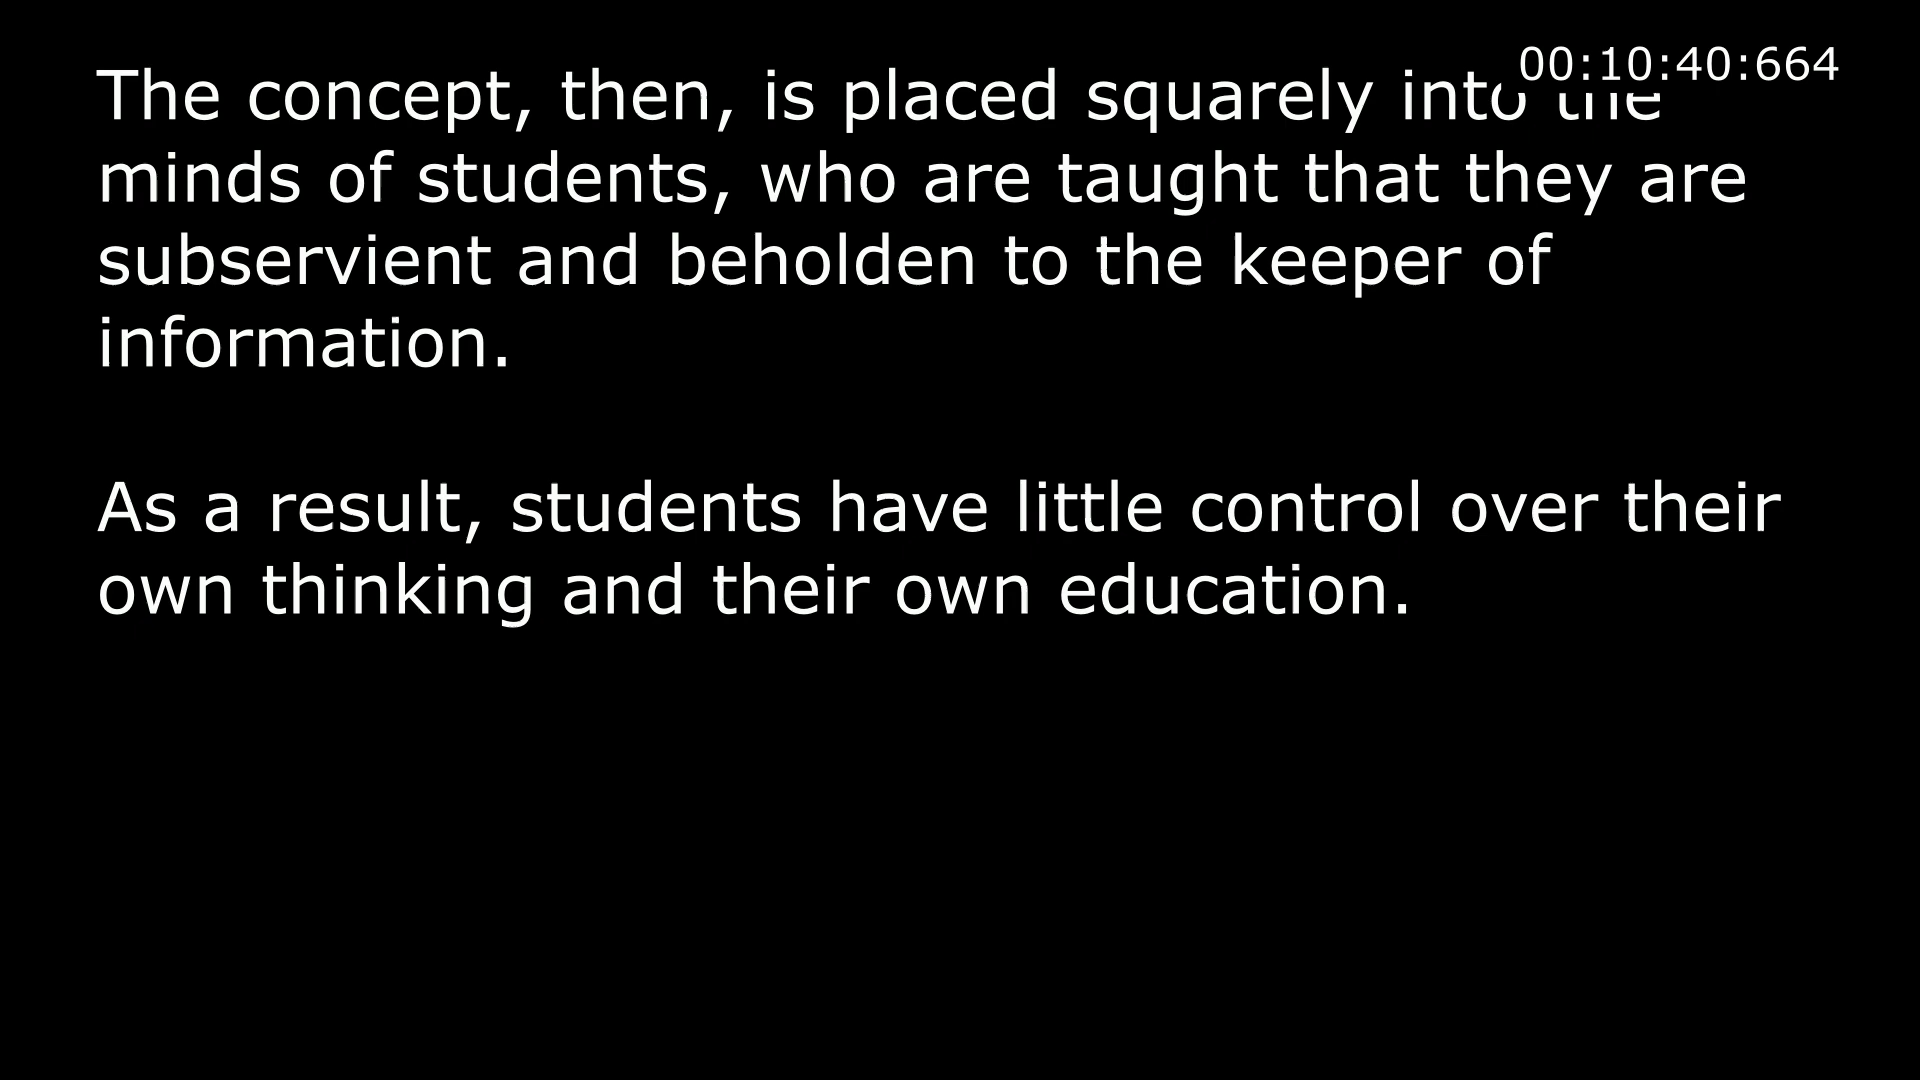 00:10:40:664
The concept, then, is placed squarely into the
minds of students, who are taught that they are
subservient and beholden to the keeper of
information.
As a result, students have little control over their
own thinking and their own education.